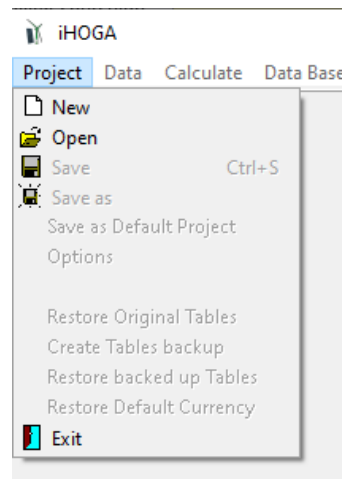 iHOGA
Project Data Calculate Data Base
New
Open
Save Ctrl+S
Save as
Save as Default Project
Options
Restore Original Tables
Create Tables backup
Restore backed up Tables
Restore Default Currency
Exit